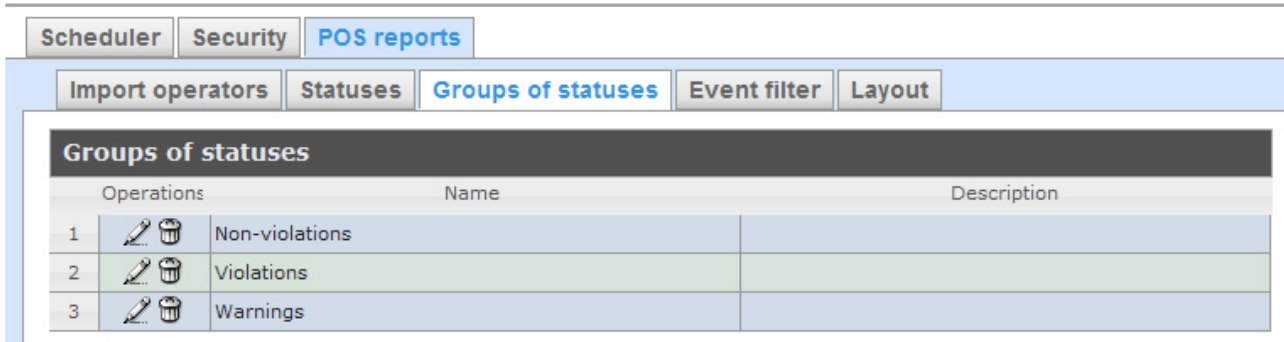 Scheduler Security POS reports
Import operators Statuses Groups of statuses Event filter Layout
Groups of statuses
Operations Name Description
1 Non-violations
2 Violations
3 Warnings